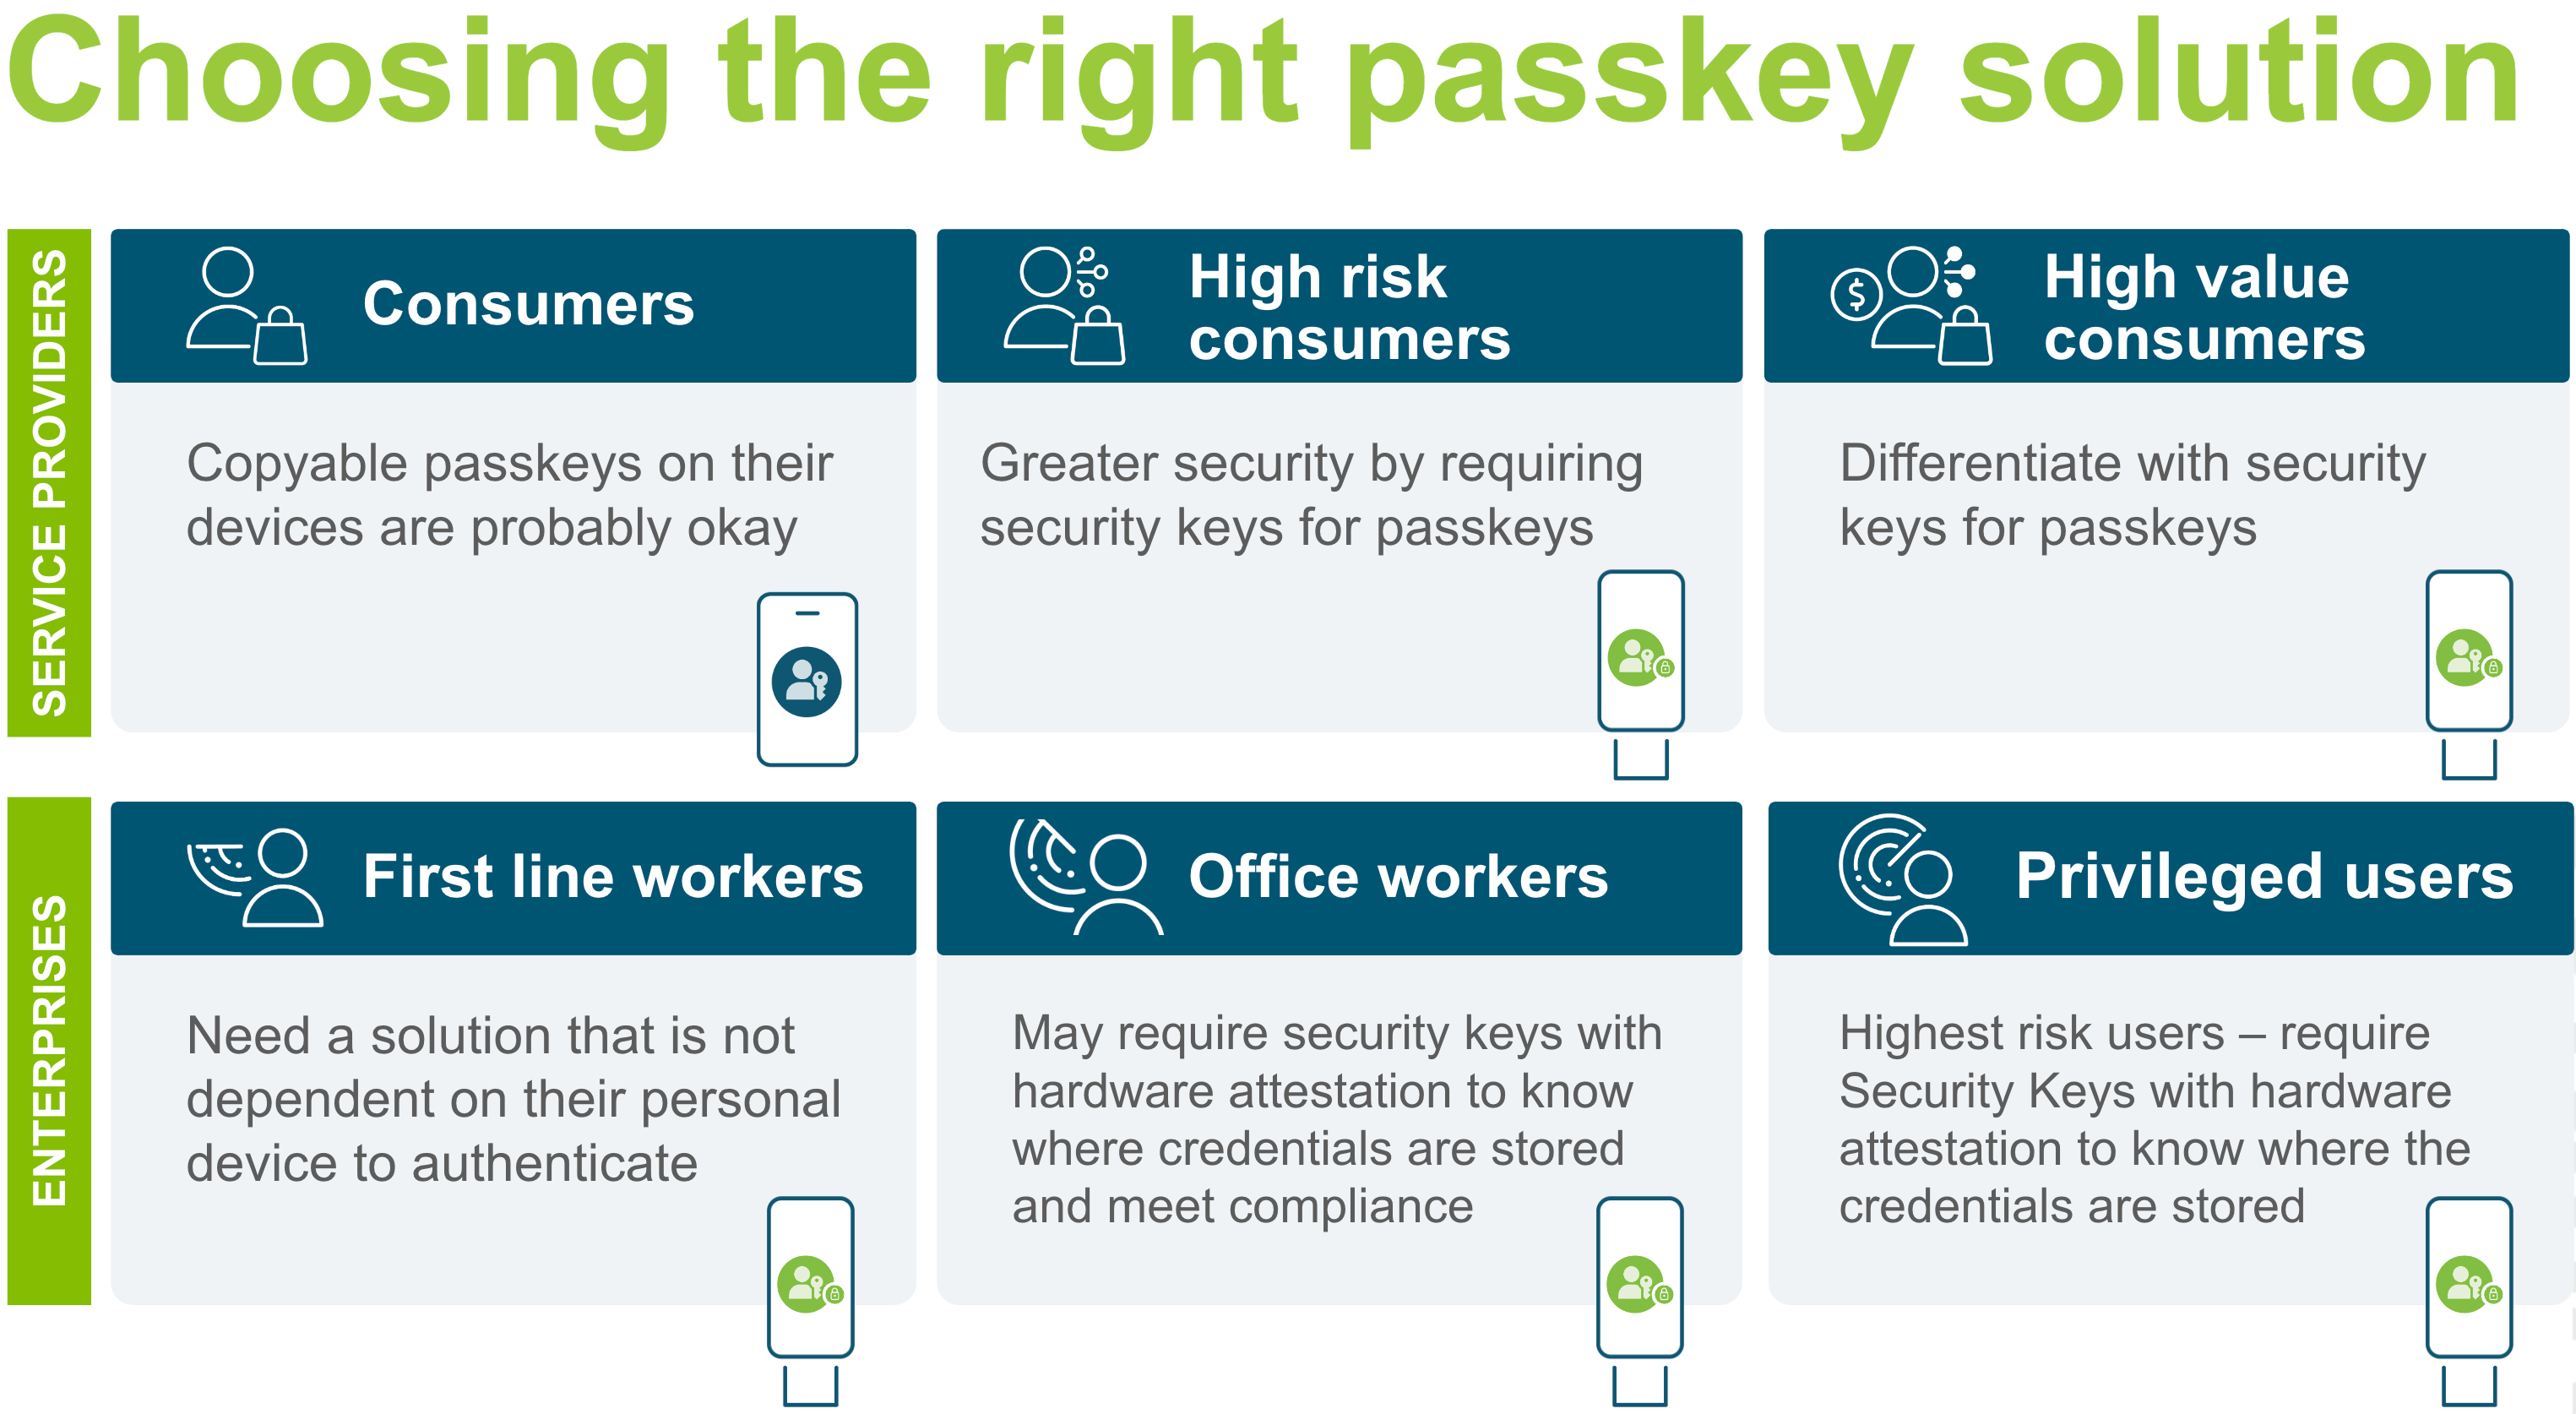 Choosing the right passkey solution
SERVICE PROVIDERS
Consumers
Copyable passkeys on their
devices are probably okay
High risk
consumers
Greater security by requiring
security keys for passkeys
High value
consumers
$
Differentiate with security
keys for passkeys
ENTERPRISES
First line workers
Need a solution that is not
dependent on their personal
device to authenticate
Office workers
May require security keys with
hardware attestation to know
where credentials are stored
and meet compliance
Privileged users
Highest risk users – require
Security Keys with hardware
attestation to know where the
credentials are stored